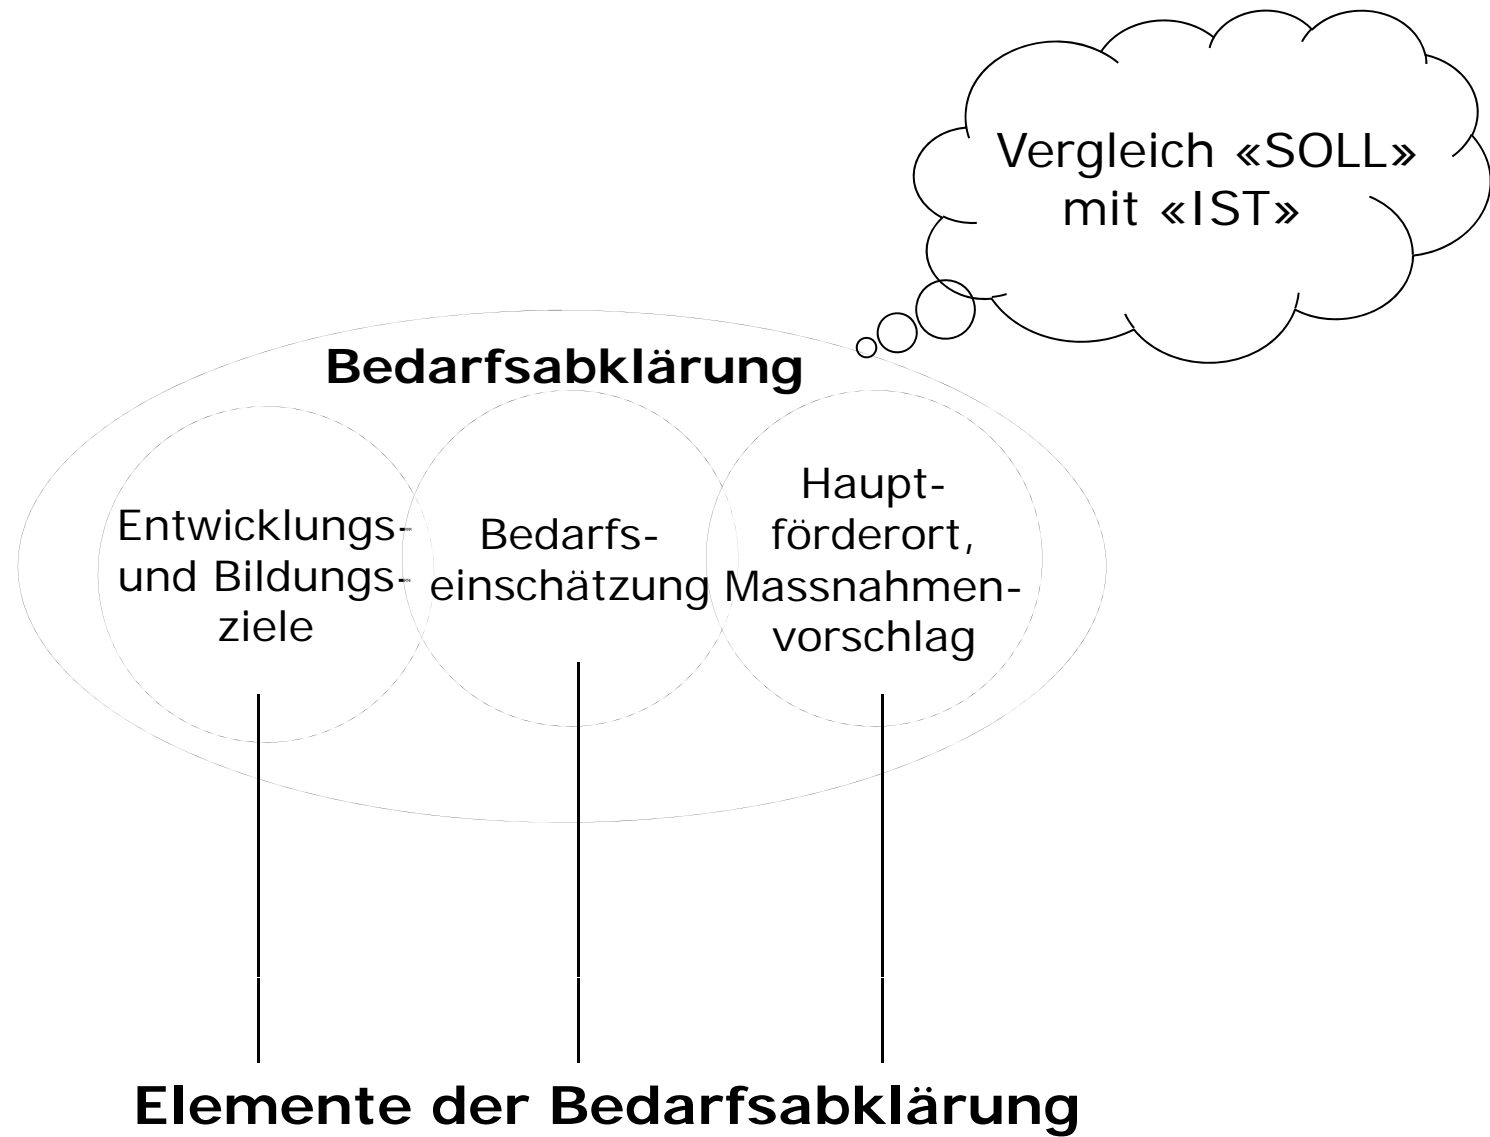 Vergleich «SOLL»
mit «IST»
Bedarfsabklärung
Entwicklungs-
und Bildungs-
ziele
Bedarfs-
einschätzung
Haupt-
förderort,
Massnahmen-
vorschlag
Elemente der Bedarfsabklärung